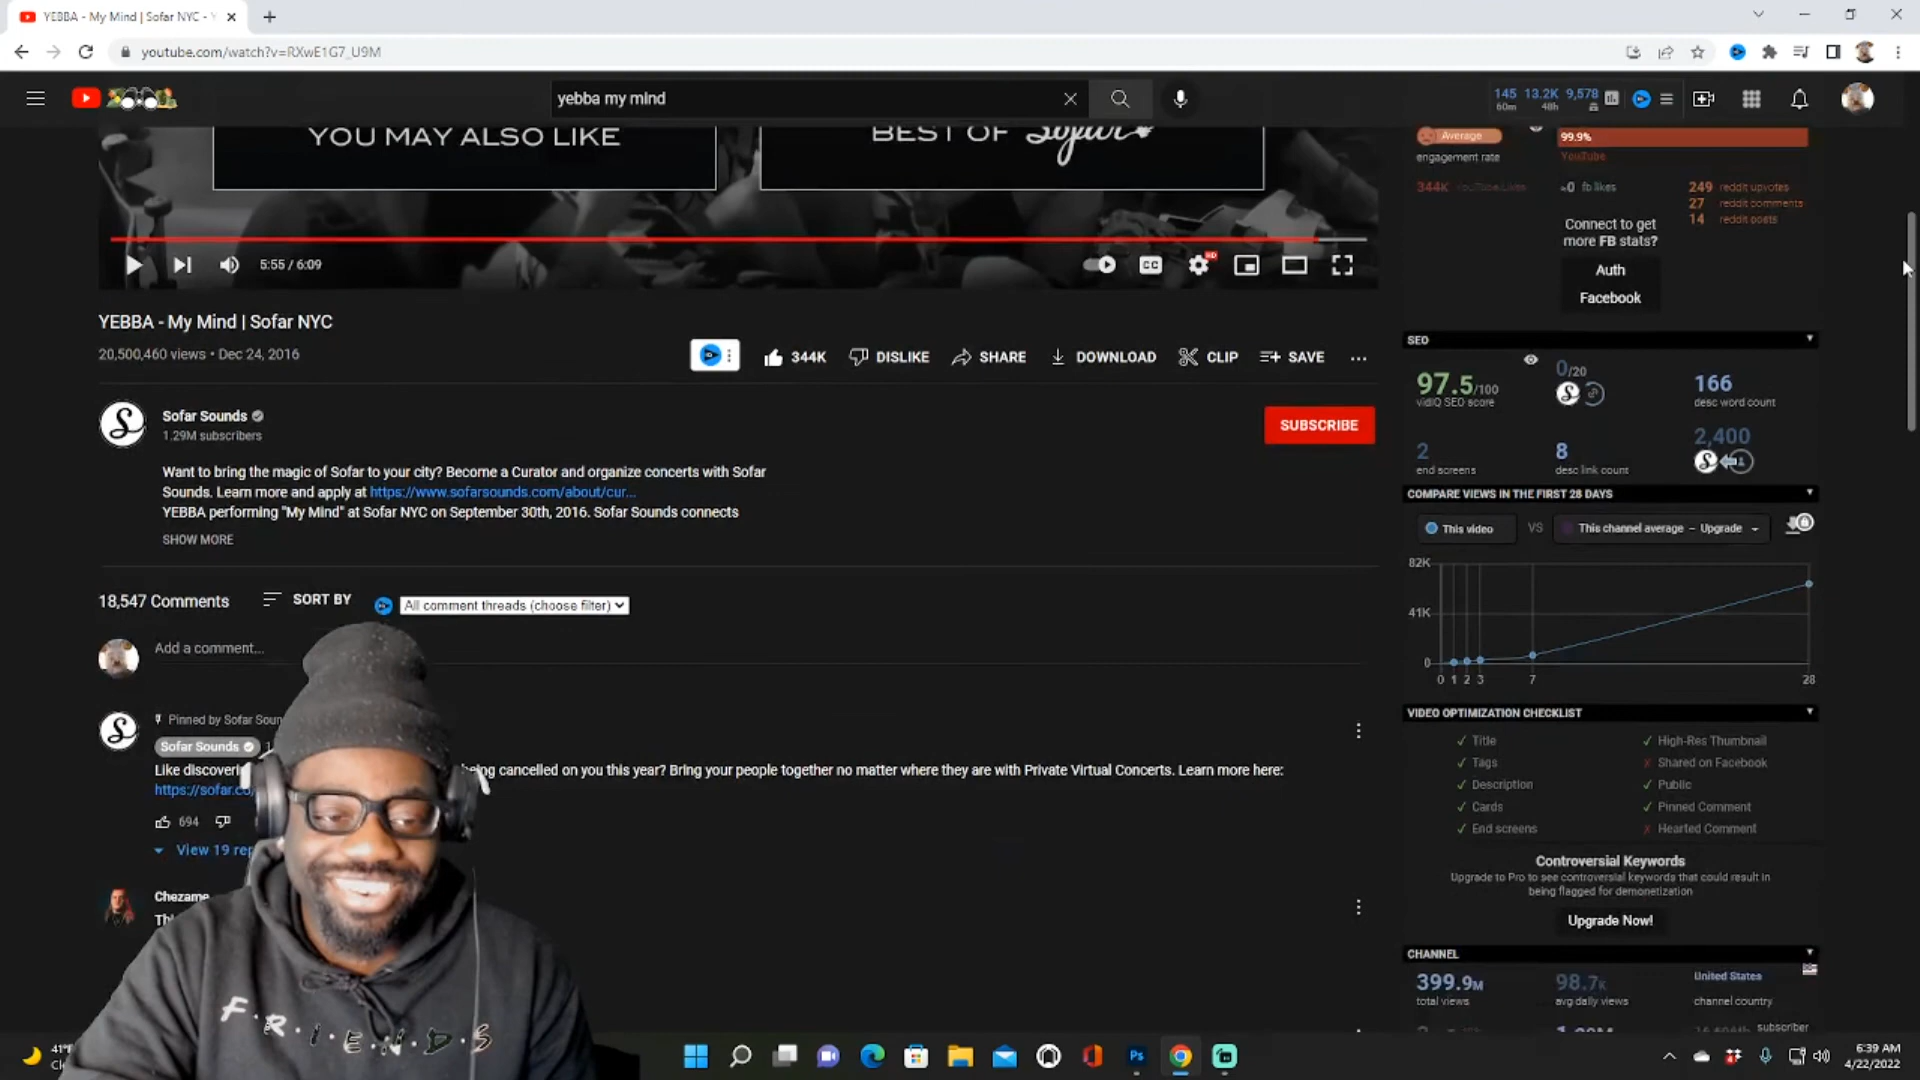 YEBBA - My Mind | Sofar NYC - Y
youtube.com/watch?v=RXwE1G7_U9M
yebba my mind
145 13.2K 9,578
60m 48h
YOU MAY ALSO LIKE
BEST OF Sofar
5:55 / 6:09
CC
HD
YEBBA - My Mind | Sofar NYC
20,500,460 views • Dec 24, 2016
344K DISLIKE SHARE DOWNLOAD CLIP SAVE ...
Sofar Sounds
1.29M subscribers
SUBSCRIBE
Want to bring the magic of Sofar to your city? Become a Curator and organize concerts with Sofar
Sounds. Learn more and apply at https://www.sofarsounds.com/about/cur...
YEBBA performing "My Mind" at Sofar NYC on September 30th, 2016. Sofar Sounds connects
SHOW MORE
18,547 Comments SORT BY All comment threads (choose filter)
Add a comment...
Pinned by Sofar Soun
Sofar Sounds
Like discoveri
being cancelled on you this year? Bring your people together no matter where they are with Private Virtual Concerts. Learn more here:
https://sofar.co
694
View 19 rep
Chezame
Thi
F.R.I.E.N.D.S
Average 99.9%
engagement rate YouTube
344K YouTube Likes 0 fb likes 249 reddit upvotes
27 reddit comments
14 reddit posts
Connect to get
more FB stats?
Auth
Facebook
SEO
97.5/100 0/20 166
vidIQ SEO score desc word count
2 8 2,400
end screens desc link count
COMPARE VIEWS IN THE FIRST 28 DAYS
This video VS This channel average – Upgrade
82K
41K
0
0 1 2 3 7 28
VIDEO OPTIMIZATION CHECKLIST
✓ Title ✓ High-Res Thumbnail
✓ Tags x Shared on Facebook
✓ Description ✓ Public
✓ Cards ✓ Pinned Comment
✓ End screens x Hearted Comment
Controversial Keywords
Upgrade to Pro to see controversial keywords that could result in
being flagged for demonetization
Upgrade Now!
CHANNEL
399.9M 98.7K United States
total views avg daily views channel country
subscriber
41°F
Ps
6:39 AM
4/22/2022